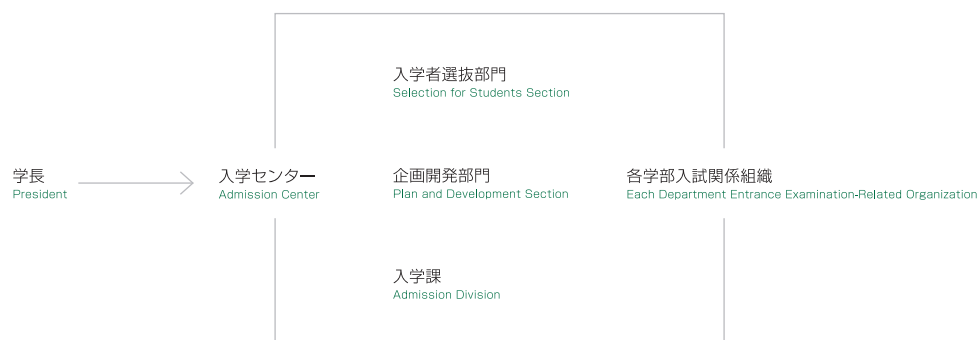 入学者選抜部門
Selection for Students Section
学長
President
入学センター
Admission Center
企画開発部門
Plan and Development Section
各学部入試関係組織
Each Department Entrance Examination-Related Organization
入学課
Admission Division